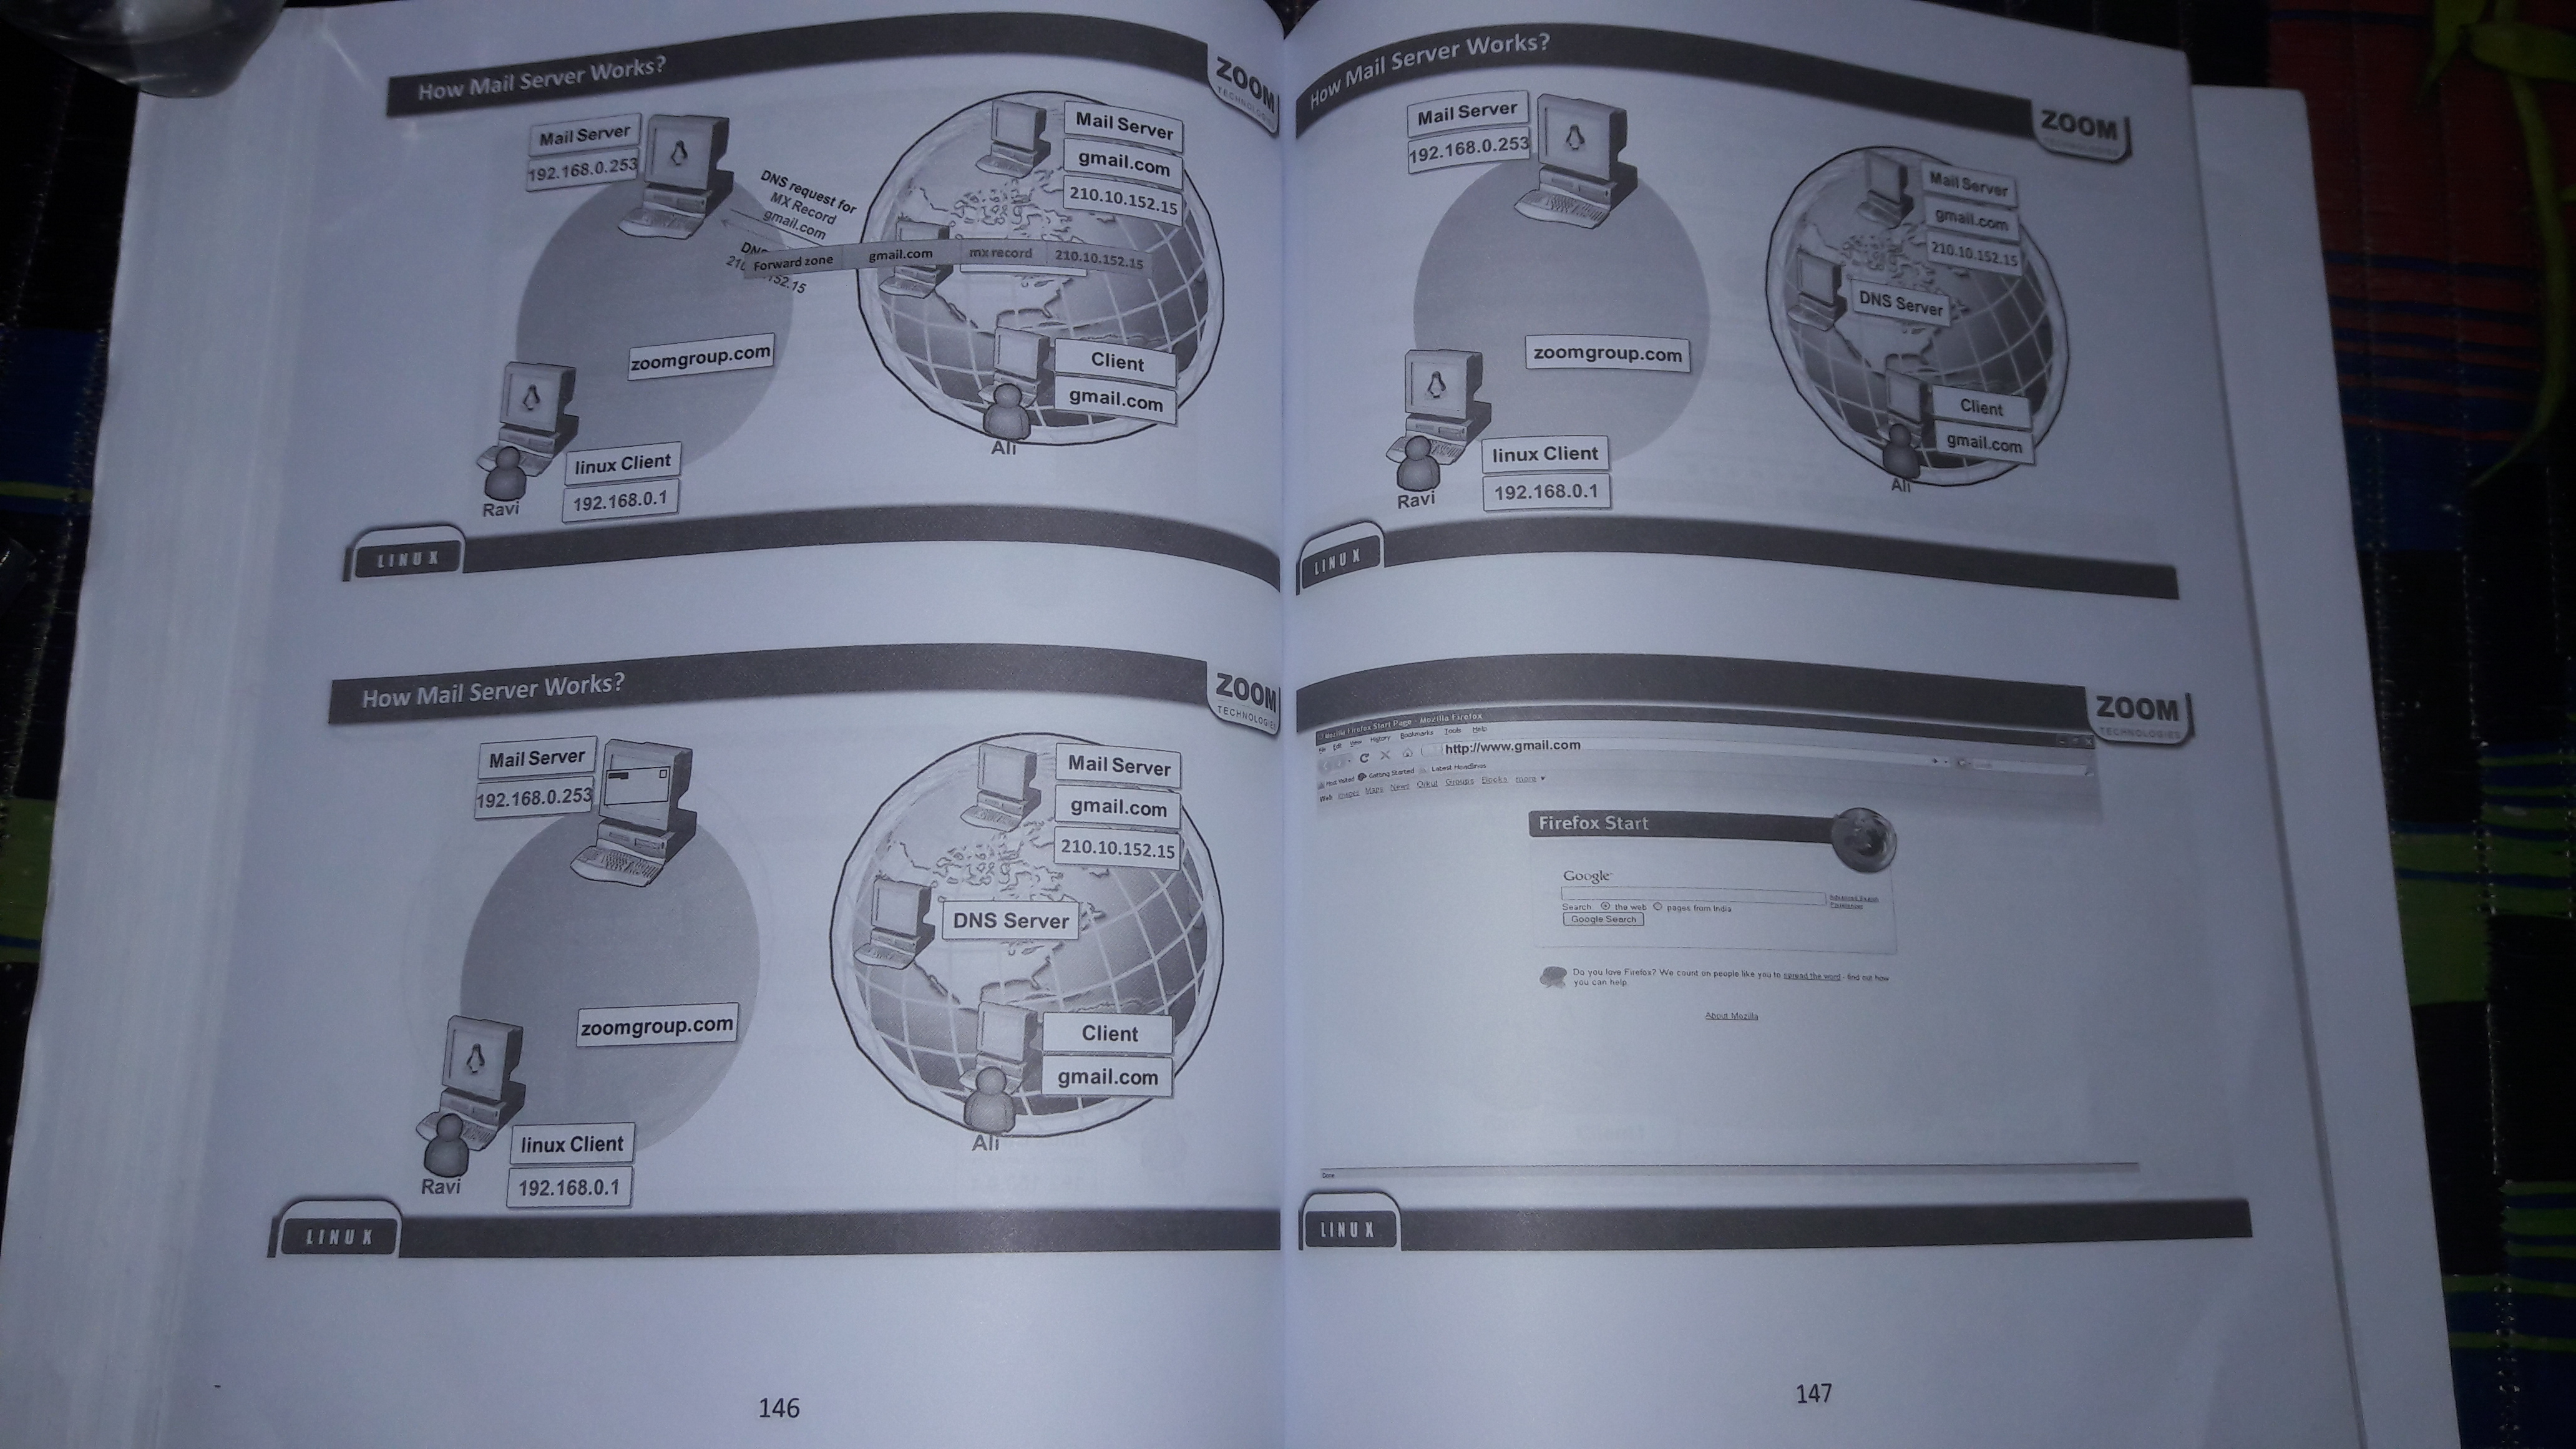 How Mail Server Works?
ZOOM
TECHNOLOGIES
Mail Server
192.168.0.253
DNS request for
MX Record
gmail.com
Mail Server
gmail.com
210.10.152.15
Forward zone gmail.com mx record 210.10.152.15
zoomgroup.com
Client
gmail.com
Ali
linux Client
192.168.0.1
Ravi
LINUX
How Mail Server Works?
ZOOM
TECHNOLOGIES
Mail Server
192.168.0.253
Mail Server
gmail.com
210.10.152.15
DNS Server
zoomgroup.com
Client
gmail.com
Ali
linux Client
192.168.0.1
Ravi
LINUX
146
How Mail Server Works?
ZOOM
TECHNOLOGIES
Mail Server
192.168.0.253
Mail Server
gmail.com
210.10.152.15
DNS Server
zoomgroup.com
Client
gmail.com
Ali
linux Client
192.168.0.1
Ravi
LINUX
ZOOM
TECHNOLOGIES
Mozilla Firefox Start Page - Mozilla Firefox
File Edit View History Bookmarks Tools Help
http://www.gmail.com
Most Visited Getting Started Latest Headlines
Web Images Maps News Orkut Groups Books more
Firefox Start
Google
Search: the web pages from India
Advanced Search
Preferences
Google Search
Do you love Firefox? We count on people like you to spread the word - find out how
you can help.
About Mozilla
Done
LINUX
147